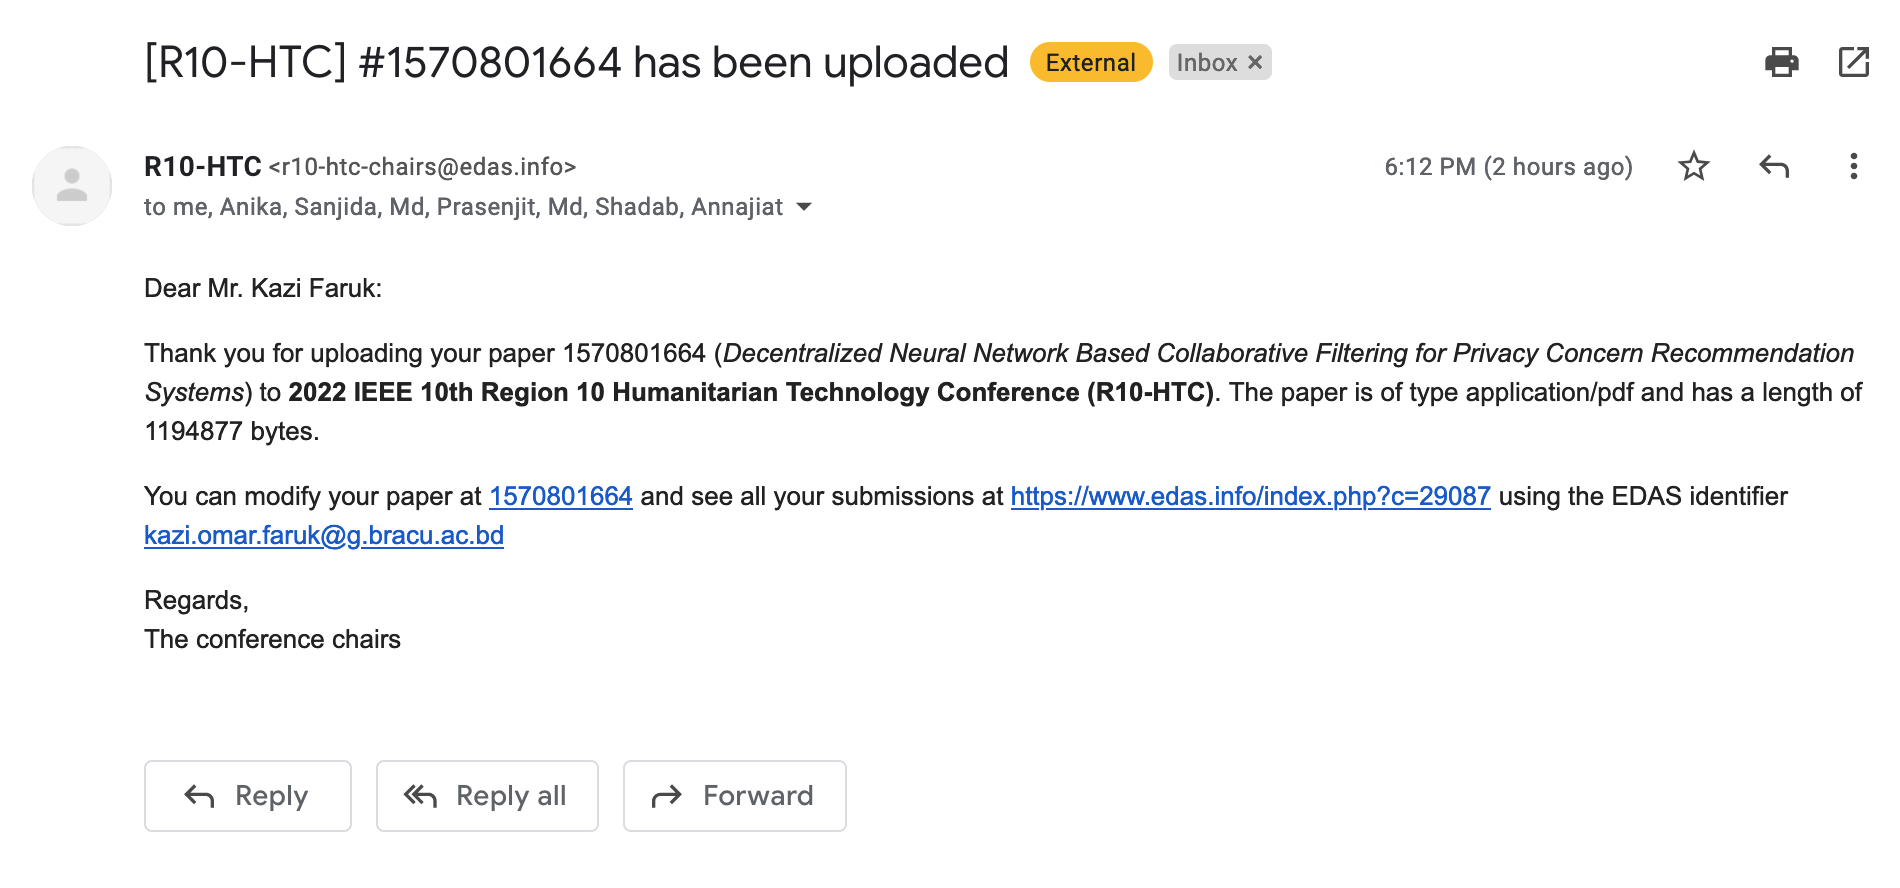 [R10-HTC] #1570801664 has been uploaded External Inbox ×
R10-HTC <r10-htc-chairs@edas.info> 6:12 PM (2 hours ago)
to me, Anika, Sanjida, Md, Prasenjit, Md, Shadab, Annajiat
Dear Mr. Kazi Faruk:
Thank you for uploading your paper 1570801664 (Decentralized Neural Network Based Collaborative Filtering for Privacy Concern Recommendation
Systems) to 2022 IEEE 10th Region 10 Humanitarian Technology Conference (R10-HTC). The paper is of type application/pdf and has a length of
1194877 bytes.
You can modify your paper at 1570801664 and see all your submissions at https://www.edas.info/index.php?c=29087 using the EDAS identifier
kazi.omar.faruk@g.bracu.ac.bd
Regards,
The conference chairs
Reply Reply all Forward